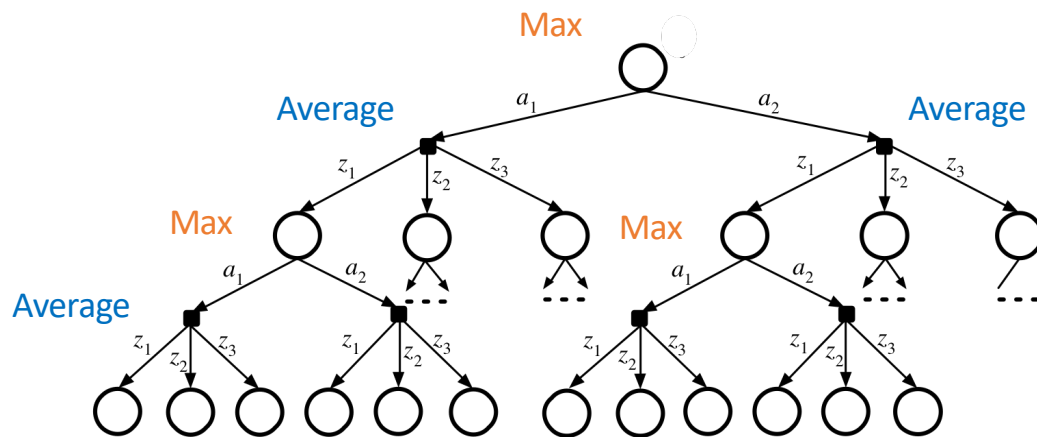 Max
a1 a2
Average Average
z1 z2 z3 z1 z2 z3
Max Max
a1 a2 a1 a2
Average
z1 z2 z3 z1 z2 z3 z1 z2 z3 z1 z2 z3